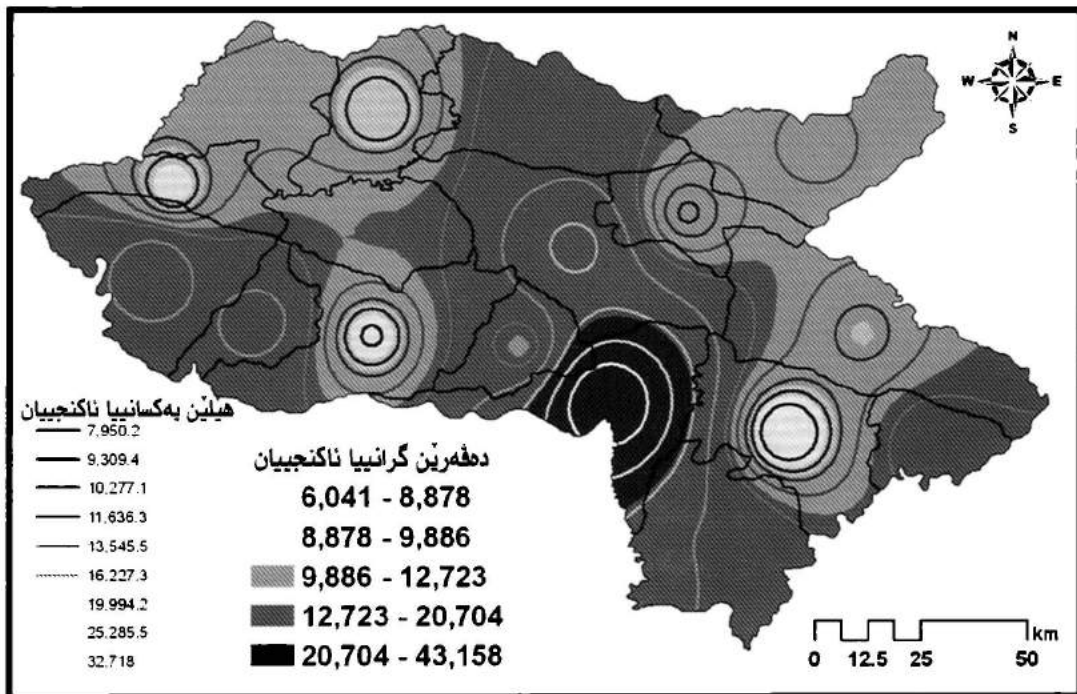 N
W E
S
هێلێن یەکسانییا ئاکنجییان
7,950.2
9,309.4
10,277.1
11,636.3
13,545.5
16,227.3
19,994.2
25,285.5
32,718
دەڤەرێن گرانییا ئاکنجییان
6,041 - 8,878
8,878 - 9,886
9,886 - 12,723
12,723 - 20,704
20,704 - 43,158
km
0 12.5 25 50